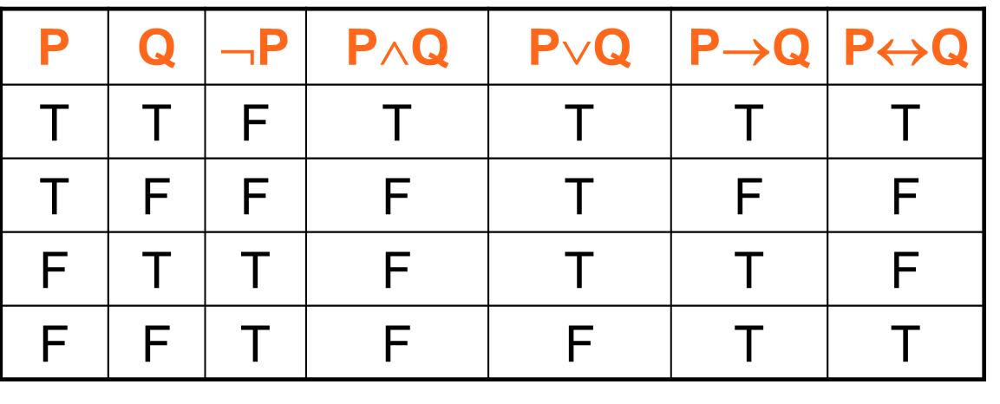 P Q ¬P P∧Q P∨Q P→Q P↔Q
T T F T T T T
T F F F T F F
F T T F T T F
F F T F F T T